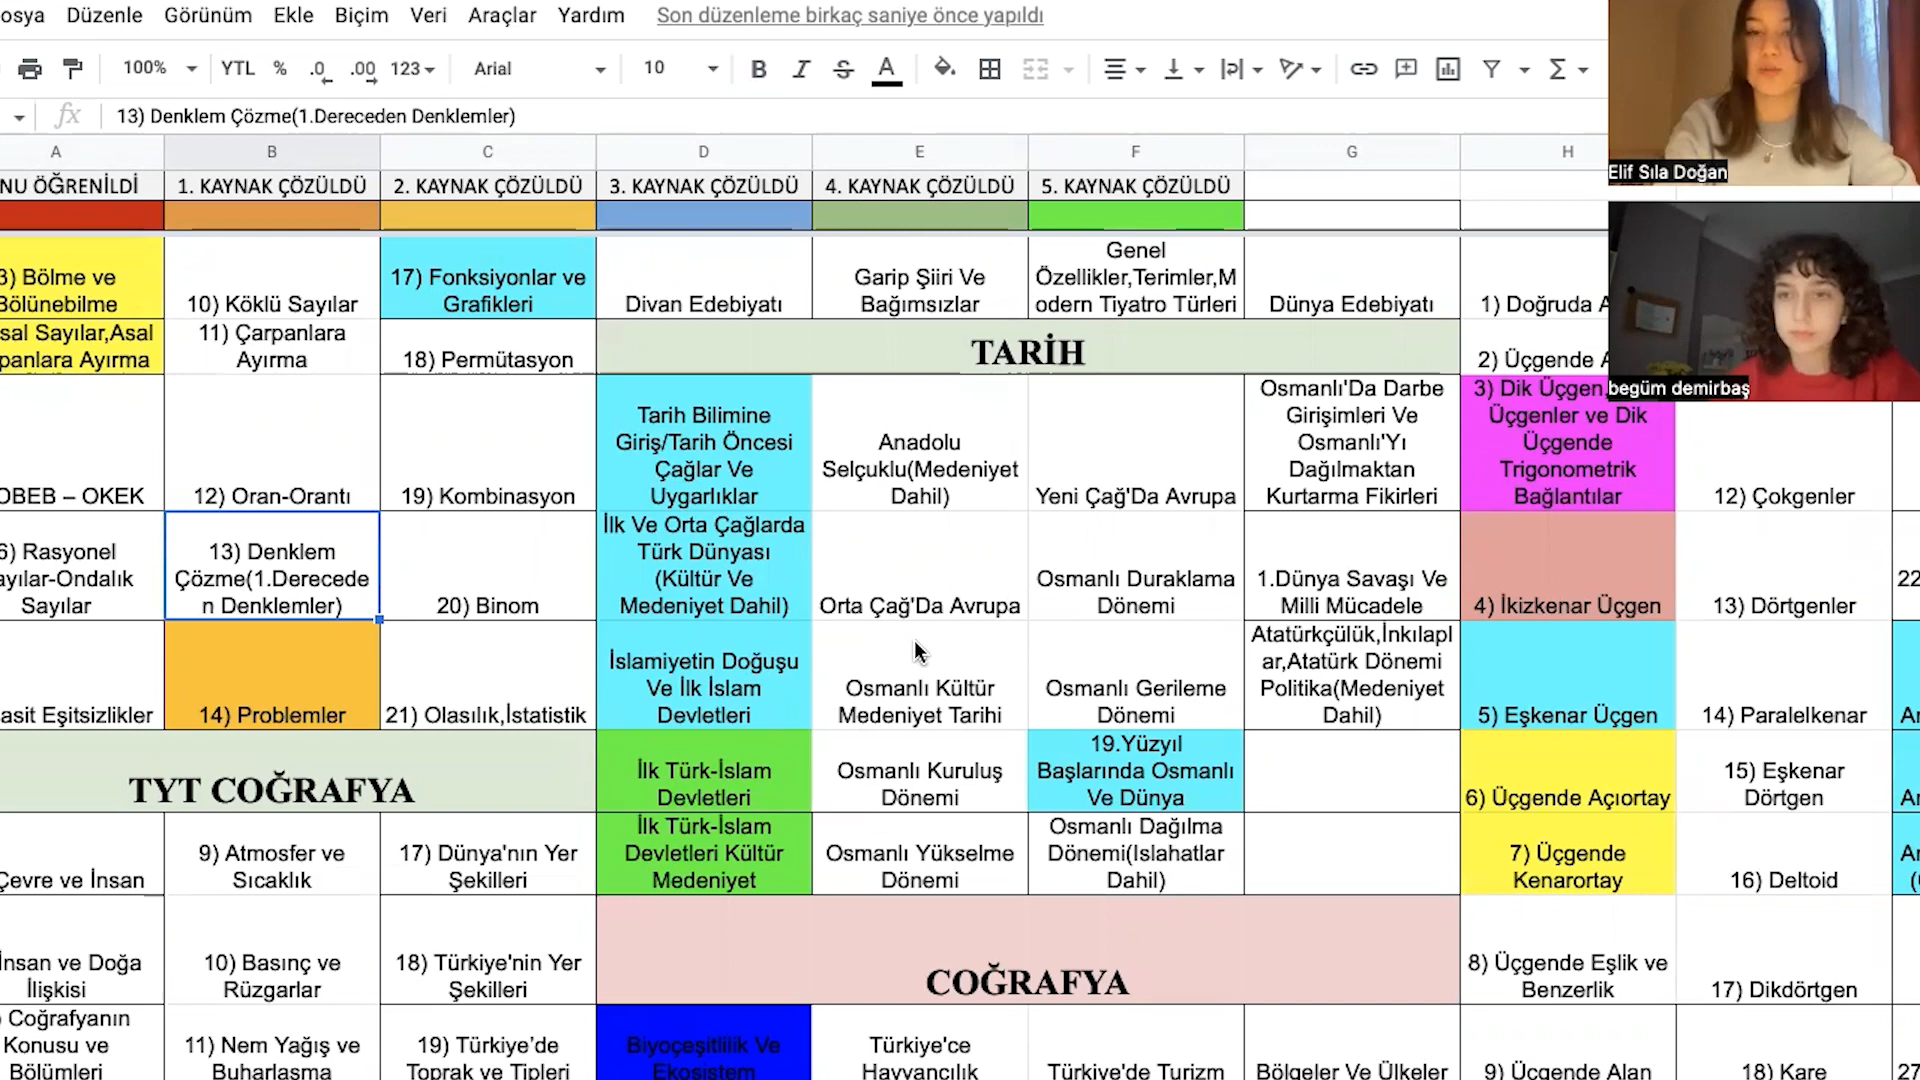 osya Düzenle Görünüm Ekle Biçim Veri Araçlar Yardım Son düzenleme birkaç saniye önce yapıldı
100% YTL % .0 .00 123 Arial 10 B I S A
fx 13) Denklem Çözme(1.Dereceden Denklemler)
A B C D E F G H
NU ÖĞRENİLDİ 1. KAYNAK ÇÖZÜLDÜ 2. KAYNAK ÇÖZÜLDÜ 3. KAYNAK ÇÖZÜLDÜ 4. KAYNAK ÇÖZÜLDÜ 5. KAYNAK ÇÖZÜLDÜ
Elif Sıla Doğan
begüm demirbaş
3) Bölme ve
Bölünebilme
10) Köklü Sayılar
17) Fonksiyonlar ve
Grafikleri
Divan Edebiyatı
Garip Şiiri Ve
Bağımsızlar
Genel
Özellikler,Terimler,M
odern Tiyatro Türleri
Dünya Edebiyatı
1) Doğruda A
sal Sayılar,Asal
panlara Ayırma
11) Çarpanlara
Ayırma
18) Permütasyon
TARİH
2) Üçgende A
OBEB – OKEK
12) Oran-Orantı
19) Kombinasyon
Tarih Bilimine
Giriş/Tarih Öncesi
Çağlar Ve
Uygarlıklar
Anadolu
Selçuklu(Medeniyet
Dahil)
Yeni Çağ'Da Avrupa
Osmanlı'Da Darbe
Girişimleri Ve
Osmanlı'Yı
Dağılmaktan
Kurtarma Fikirleri
3) Dik Üçgen,
Üçgenler ve Dik
Üçgende
Trigonometrik
Bağlantılar
12) Çokgenler
6) Rasyonel
ayılar-Ondalık
Sayılar
13) Denklem
Çözme(1.Derecede
n Denklemler)
20) Binom
İlk Ve Orta Çağlarda
Türk Dünyası
(Kültür Ve
Medeniyet Dahil)
Orta Çağ'Da Avrupa
Osmanlı Duraklama
Dönemi
1.Dünya Savaşı Ve
Milli Mücadele
4) İkizkenar Üçgen
13) Dörtgenler
22
asit Eşitsizlikler
14) Problemler
21) Olasılık,İstatistik
İslamiyetin Doğuşu
Ve İlk İslam
Devletleri
Osmanlı Kültür
Medeniyet Tarihi
Osmanlı Gerileme
Dönemi
Atatürkçülük,İnkılapl
ar,Atatürk Dönemi
Politika(Medeniyet
Dahil)
5) Eşkenar Üçgen
14) Paralelkenar
TYT COĞRAFYA
İlk Türk-İslam
Devletleri
Osmanlı Kuruluş
Dönemi
19.Yüzyıl
Başlarında Osmanlı
Ve Dünya
6) Üçgende Açıortay
15) Eşkenar
Dörtgen
Çevre ve İnsan
9) Atmosfer ve
Sıcaklık
17) Dünya'nın Yer
Şekilleri
İlk Türk-İslam
Devletleri Kültür
Medeniyet
Osmanlı Yükselme
Dönemi
Osmanlı Dağılma
Dönemi(Islahatlar
Dahil)
7) Üçgende
Kenarortay
16) Deltoid
İnsan ve Doğa
İlişkisi
10) Basınç ve
Rüzgarlar
18) Türkiye'nin Yer
Şekilleri
COĞRAFYA
8) Üçgende Eşlik ve
Benzerlik
17) Dikdörtgen
Coğrafyanın
Konusu ve
Bölümleri
11) Nem Yağış ve
Buharlaşma
19) Türkiye'de
Toprak ve Tipleri
Biyoçeşitlilik Ve
Ekosistem
Türkiye'ce
Hayvancılık
Türkiye'de Turizm
Bölgeler Ve Ülkeler
9) Üçgende Alan
18) Kare
27